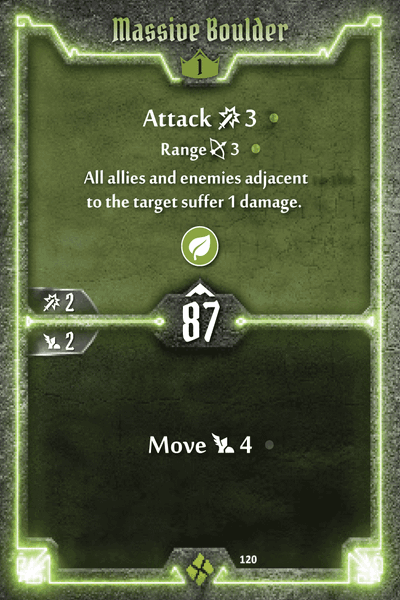 Massive Boulder
1
Attack 3
Range 3
All allies and enemies adjacent
to the target suffer 1 damage.
2
87
2
Move 4
120